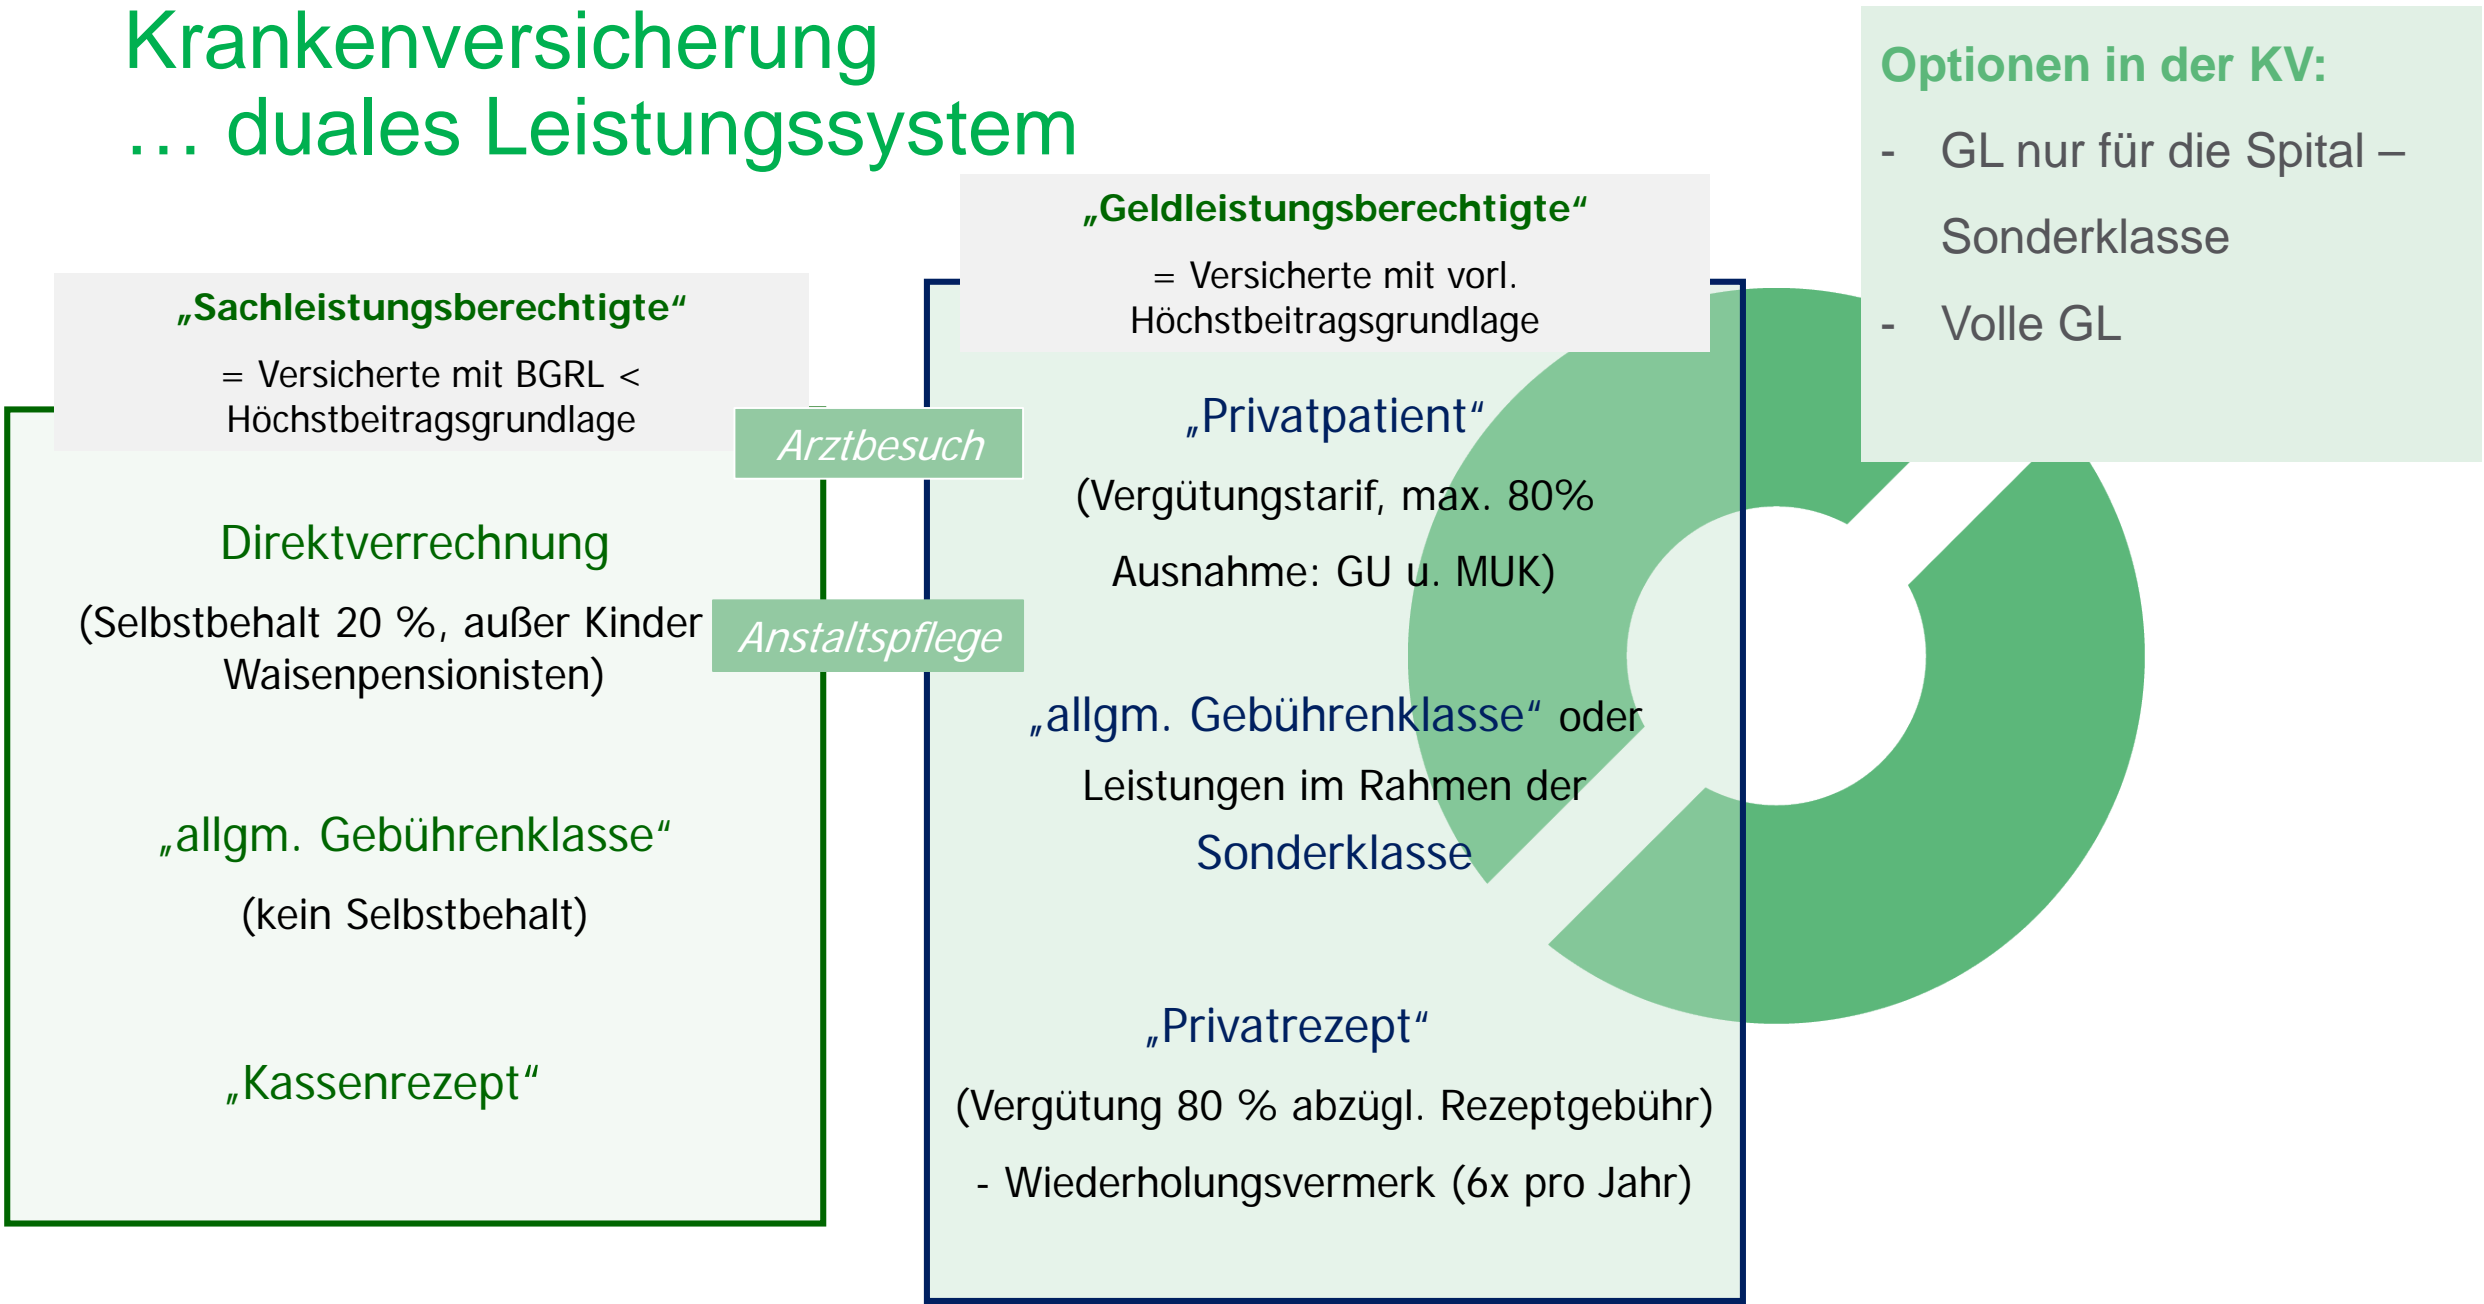 Krankenversicherung
… duales Leistungssystem
„Sachleistungsberechtigte“
= Versicherte mit BGRL <
Höchstbeitragsgrundlage
Direktverrechnung
(Selbstbehalt 20 %, außer Kinder
Waisenpensionisten)
„allgm. Gebührenklasse“
(kein Selbstbehalt)
„Kassenrezept“
Arztbesuch
Anstaltspflege
„Geldleistungsberechtigte“
= Versicherte mit vorl.
Höchstbeitragsgrundlage
„Privatpatient“
(Vergütungstarif, max. 80%
Ausnahme: GU u. MUK)
„allgm. Gebührenklasse“ oder
Leistungen im Rahmen der
Sonderklasse
„Privatrezept“
(Vergütung 80 % abzügl. Rezeptgebühr)
- Wiederholungsvermerk (6x pro Jahr)
Optionen in der KV:
- GL nur für die Spital –
Sonderklasse
- Volle GL